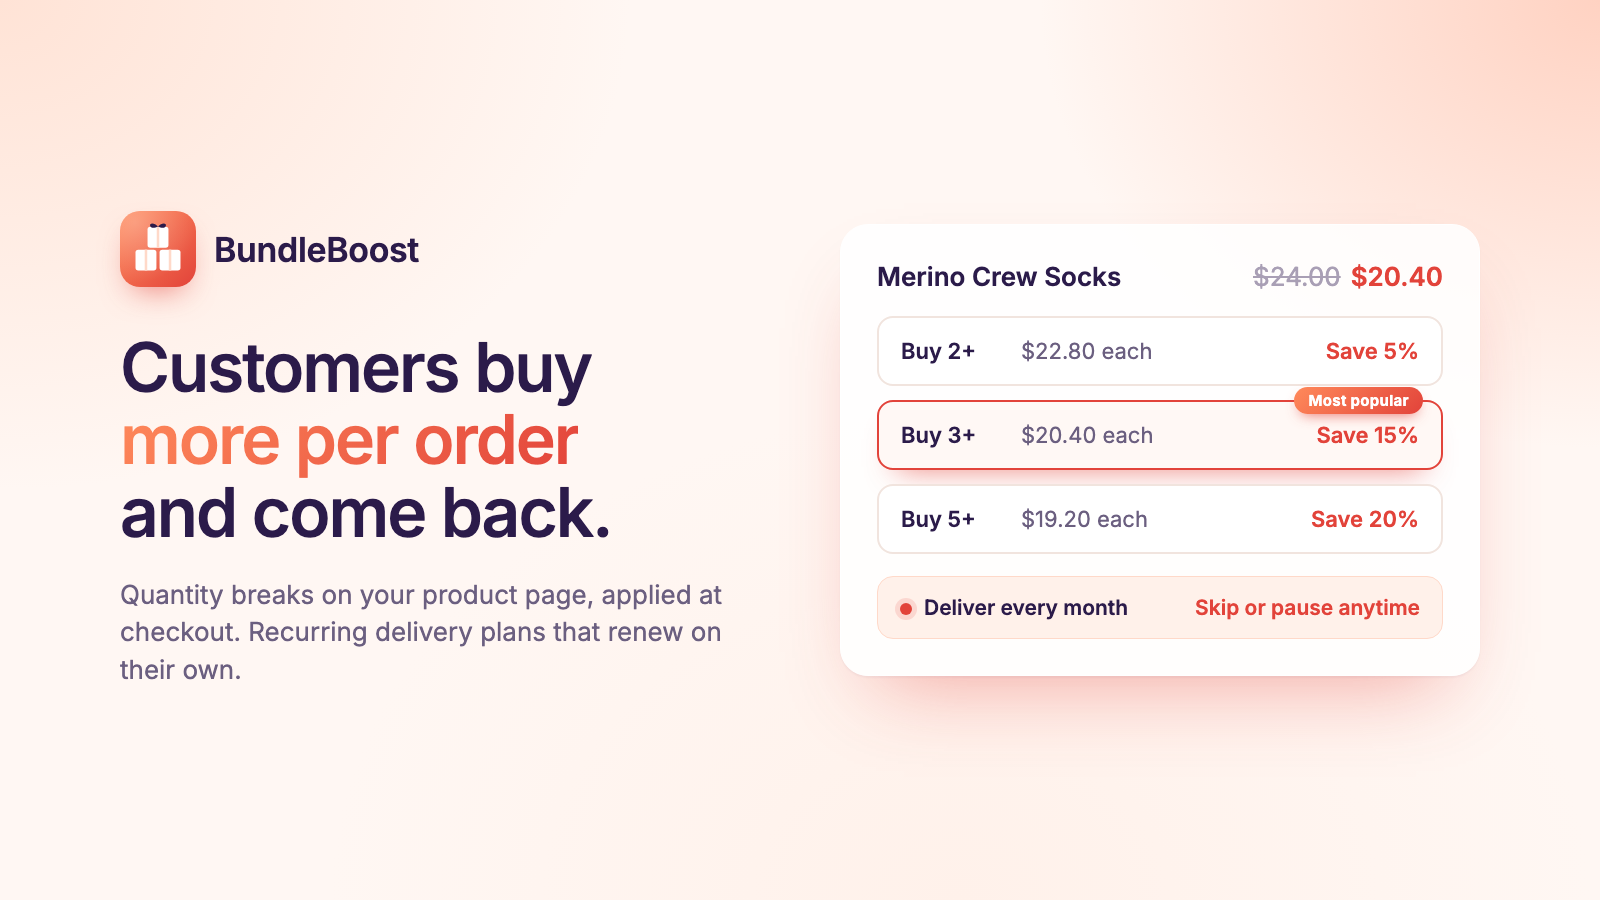 BundleBoost
Customers buy
more per order
and come back.
Quantity breaks on your product page, applied at
checkout. Recurring delivery plans that renew on
their own.
Merino Crew Socks $24.00 $20.40
Buy 2+ $22.80 each Save 5%
Most popular
Buy 3+ $20.40 each Save 15%
Buy 5+ $19.20 each Save 20%
Deliver every month Skip or pause anytime